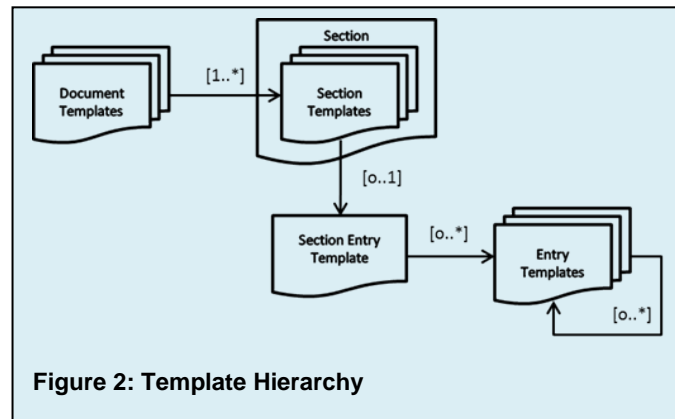 Section
Document
Templates
[1..*]
Section
Templates
[o..1]
Section Entry
Template
[o..*]
Entry
Templates
[o..*]
Figure 2: Template Hierarchy